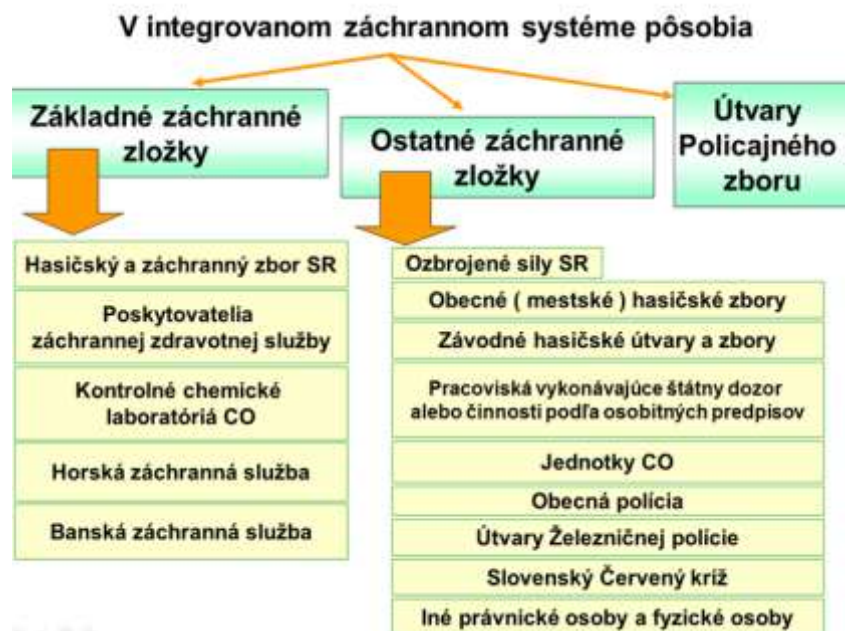 V integrovanom záchrannom systéme pôsobia
Základné záchranné
zložky
Ostatné záchranné
zložky
Útvary
Policajného
zboru
Hasičský a záchranný zbor SR
Poskytovatelia
záchrannej zdravotnej služby
Kontrolné chemické
laboratóriá CO
Horská záchranná služba
Banská záchranná služba
Ozbrojené sily SR
Obecné ( mestské ) hasičské zbory
Závodné hasičské útvary a zbory
Pracoviská vykonávajúce štátny dozor
alebo činnosti podľa osobitných predpisov
Jednotky CO
Obecná polícia
Útvary Železničnej polície
Slovenský Červený kríž
Iné právnické osoby a fyzické osoby